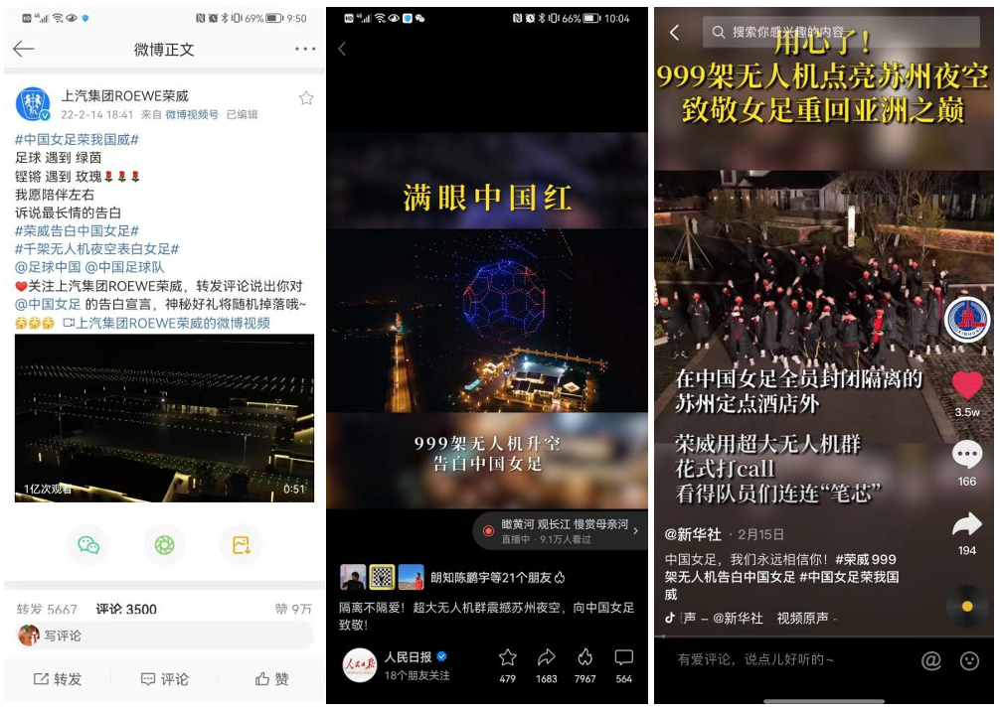 69%
9:50
微博正文
上汽集团ROEWE荣威
22-2-14 18:41 来自 微博视频号 已编辑
#中国女足荣我国威#
足球 遇到 绿茵
铿锵 遇到 玫瑰🌹🌹🌹
我愿陪伴左右
诉说最长情的告白
#荣威告白中国女足#
#千架无人机夜空表白女足#
@足球中国 @中国足球队
❤️关注上汽集团ROEWE荣威，转发评论说出你对
@中国女足 的告白宣言，神秘好礼将随机掉落哦~
上汽集团ROEWE荣威的微博视频
1亿次观看
0:51
转发 5667 评论 3500 赞 9万
写评论
转发 评论 赞
66%
10:04
满眼中国红
999架无人机升空
告白中国女足
瞰黄河 观长江 慢赏母亲河
直播中 · 9.1万人看过
朗知陈鹏宇等21个朋友
隔离不隔爱！超大无人机群震撼苏州夜空，向中国女足
致敬！
人民日报
人民日报
18个朋友关注
479 1683 7967 564
搜索你感兴趣的内容
用心了！
999架无人机点亮苏州夜空
致敬女足重回亚洲之巅
在中国女足全员封闭隔离的
苏州定点酒店外
荣威用超大无人机群
花式打call
看得队员们连连“笔芯”
3.5w
166
194
@新华社 · 2月15日
中国女足，我们永远相信你！#荣威999
架无人机告白中国女足 #中国女足荣我国
威
声 – @新华社 视频原声 -
有爱评论，说点儿好听的~